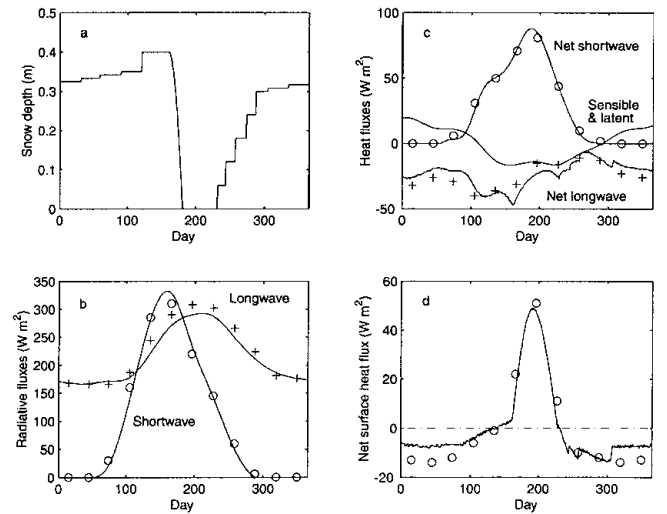 a
Snow depth (m)
0.5
0.4
0.3
0.2
0.1
0
0 100 200 300
Day
c
Heat fluxes (W m²)
100
50
0
-50
Net shortwave
Sensible
& latent
Net longwave
0 100 200 300
Day
b
Radiative fluxes (W m²)
350
300
250
200
150
100
50
0
Longwave
Shortwave
0 100 200 300
Day
d
Net surface heat flux (W m²)
60
40
20
0
-20
0 100 200 300
Day